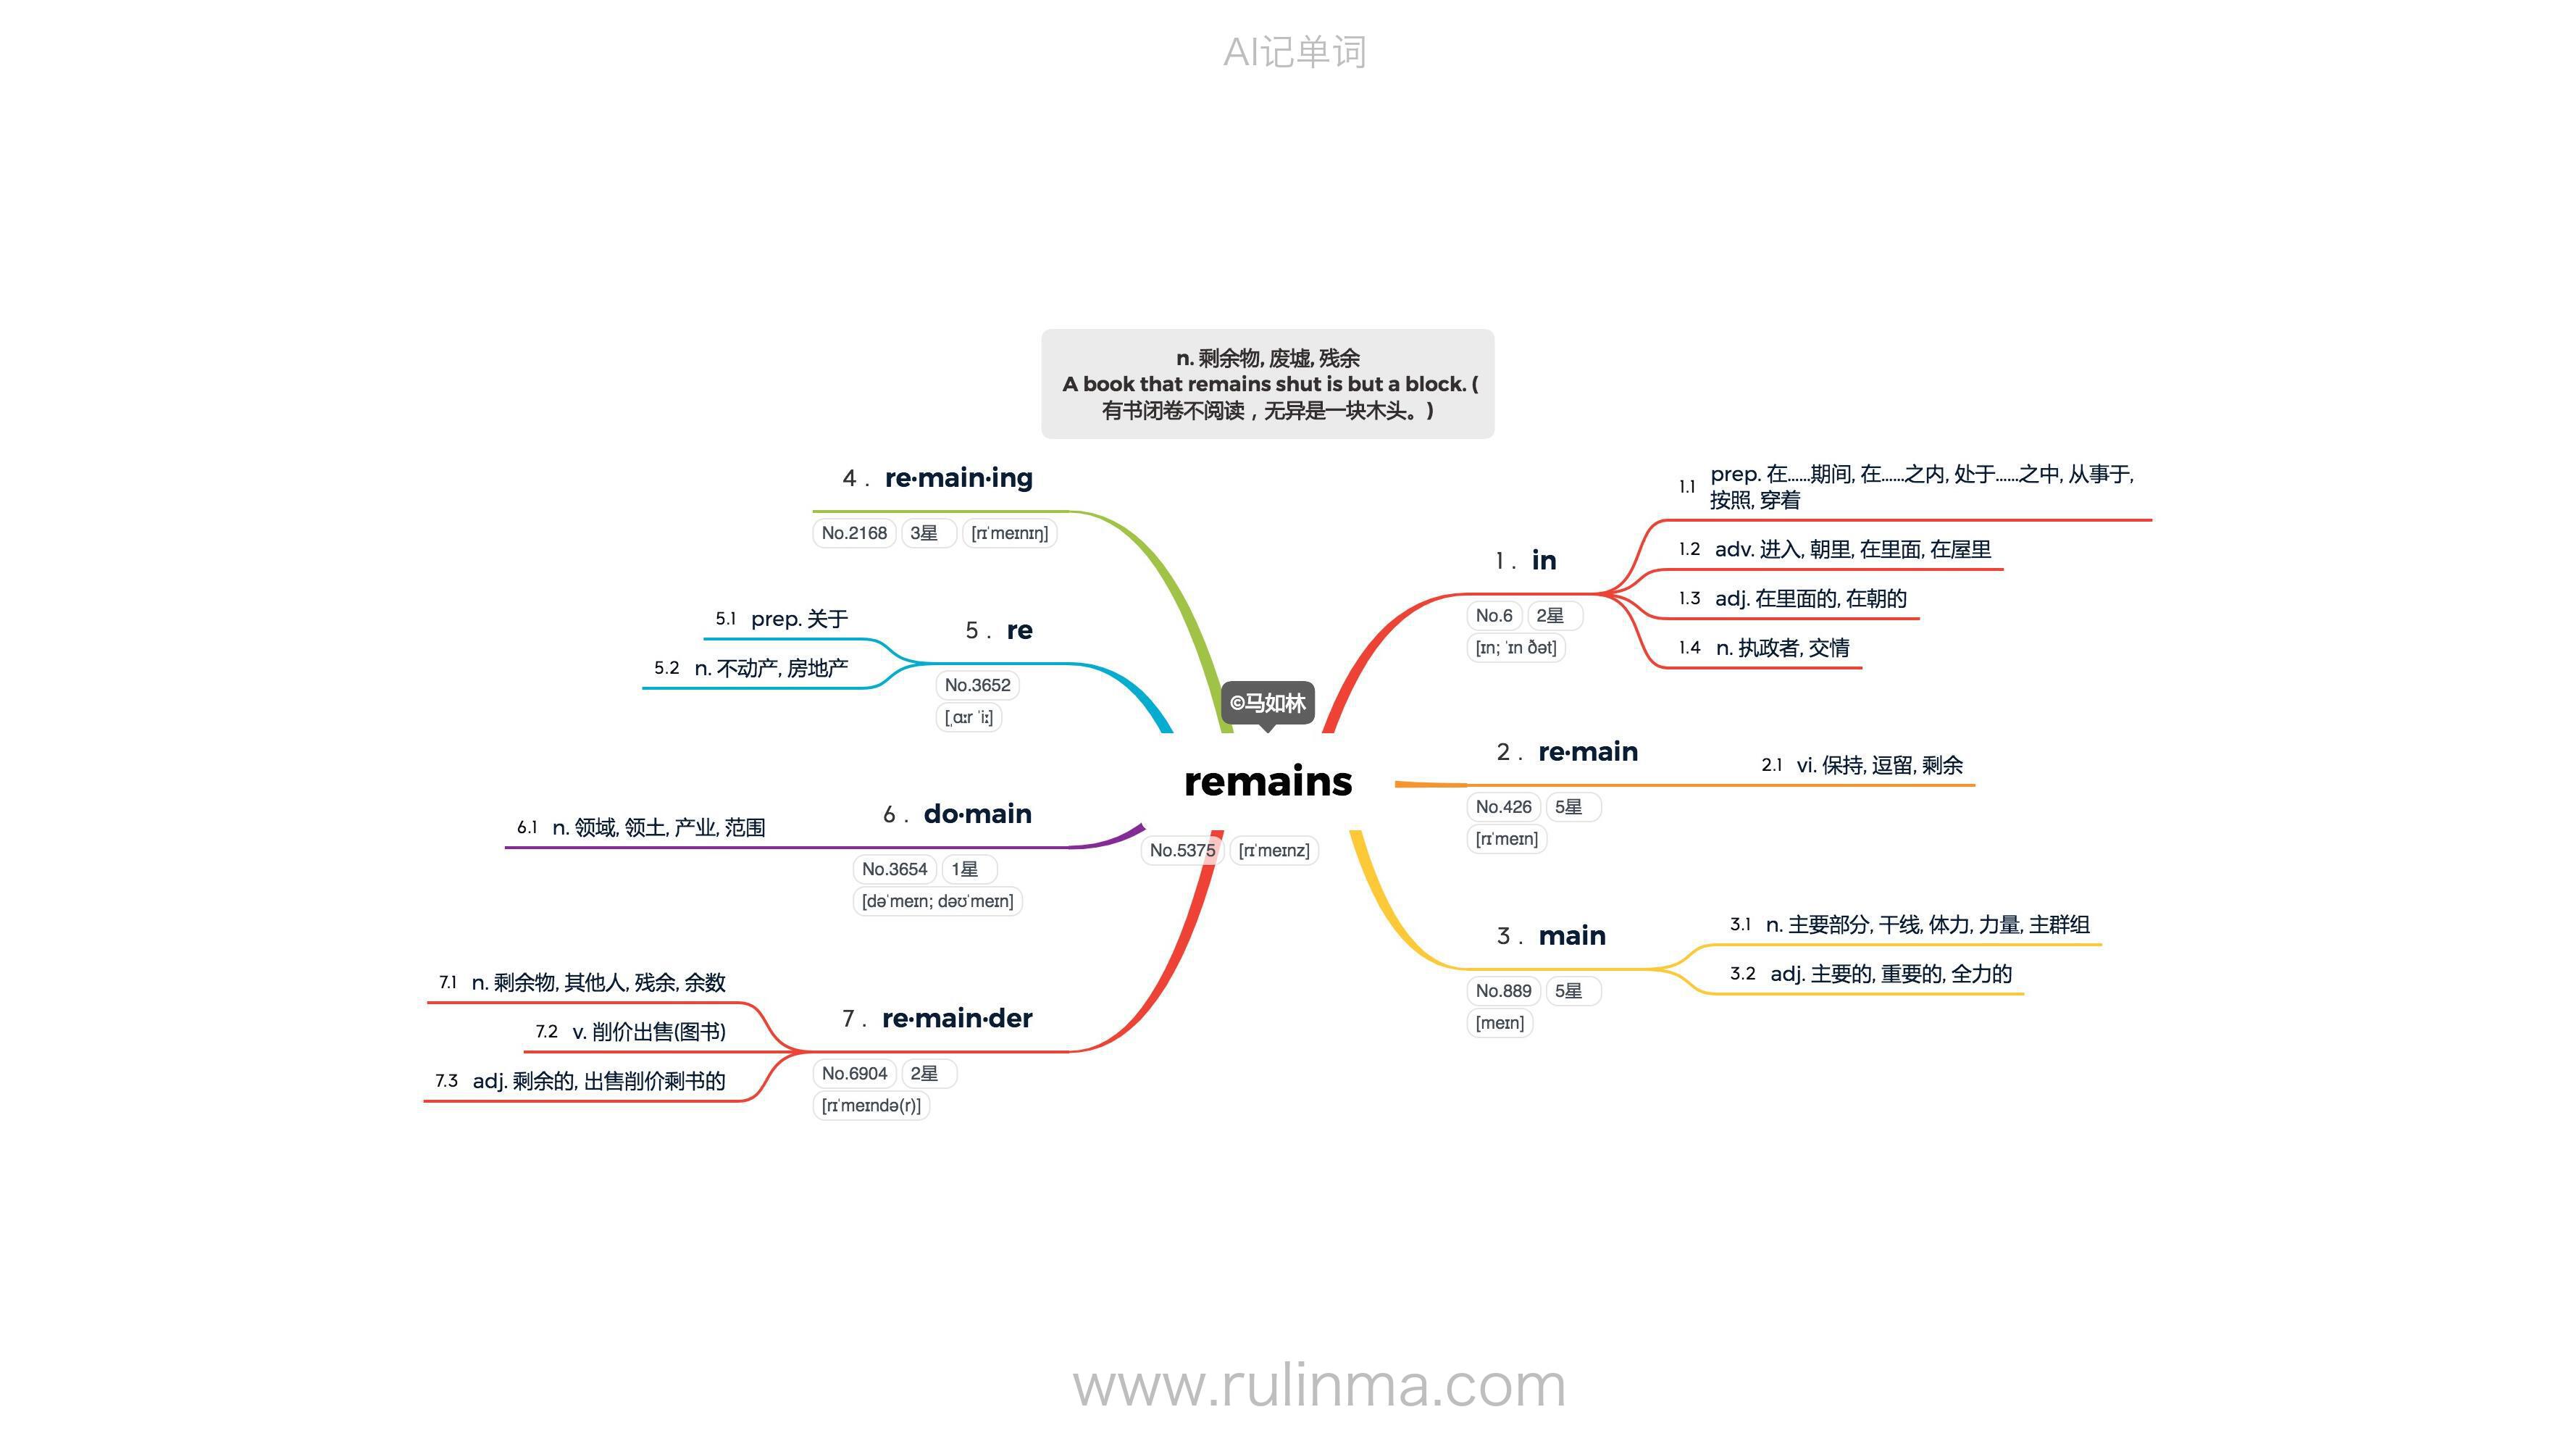 AI记单词
n. 剩余物, 废墟, 残余
A book that remains shut is but a block. (
有书闭卷不阅读，无异是一块木头。)
©马如林
remains
No.5375 [rɪˈmeɪnz]
1 . in
No.6 2星
[ɪn; ˈɪn ðət]
1.1 prep. 在……期间, 在……之内, 处于……之中, 从事于,
按照, 穿着
1.2 adv. 进入, 朝里, 在里面, 在屋里
1.3 adj. 在里面的, 在朝的
1.4 n. 执政者, 交情
2 . re·main
No.426 5星
[rɪˈmeɪn]
2.1 vi. 保持, 逗留, 剩余
3 . main
No.889 5星
[meɪn]
3.1 n. 主要部分, 干线, 体力, 力量, 主群组
3.2 adj. 主要的, 重要的, 全力的
4 . re·main·ing
No.2168 3星 [rɪˈmeɪnɪŋ]
5 . re
No.3652
[ˌɑːr ˈiː]
5.1 prep. 关于
5.2 n. 不动产, 房地产
6 . do·main
No.3654 1星
[dəˈmeɪn; dəʊˈmeɪn]
6.1 n. 领域, 领土, 产业, 范围
7 . re·main·der
No.6904 2星
[rɪˈmeɪndə(r)]
7.1 n. 剩余物, 其他人, 残余, 余数
7.2 v. 削价出售(图书)
7.3 adj. 剩余的, 出售削价剩书的
www.rulinma.com